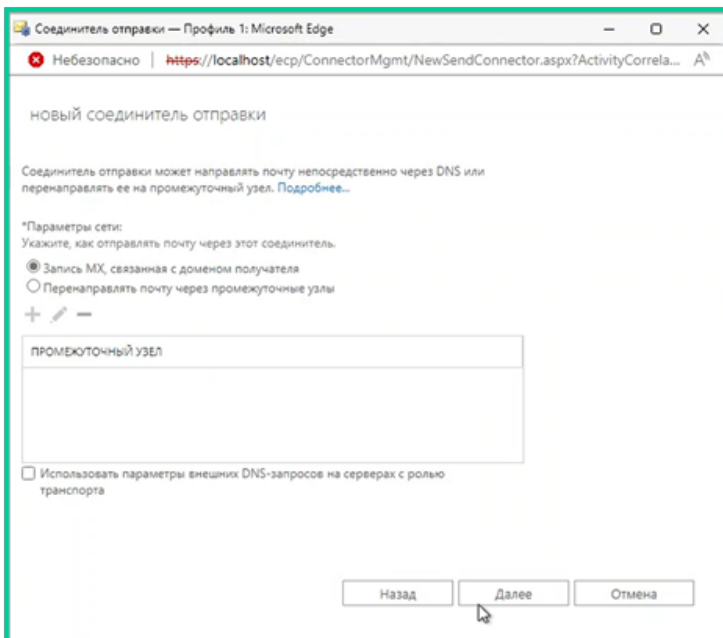 Соединитель отправки — Профиль 1: Microsoft Edge
Небезопасно | https://localhost/ecp/ConnectorMgmt/NewSendConnector.aspx?ActivityCorrela... A
новый соединитель отправки
Соединитель отправки может направлять почту непосредственно через DNS или
перенаправлять ее на промежуточный узел. Подробнее...
*Параметры сети:
Укажите, как отправлять почту через этот соединитель.
Запись MX, связанная с доменом получателя
Перенаправлять почту через промежуточные узлы
ПРОМЕЖУТОЧНЫЙ УЗЕЛ
Использовать параметры внешних DNS-запросов на серверах с ролью
транспорта
Назад Далее Отмена